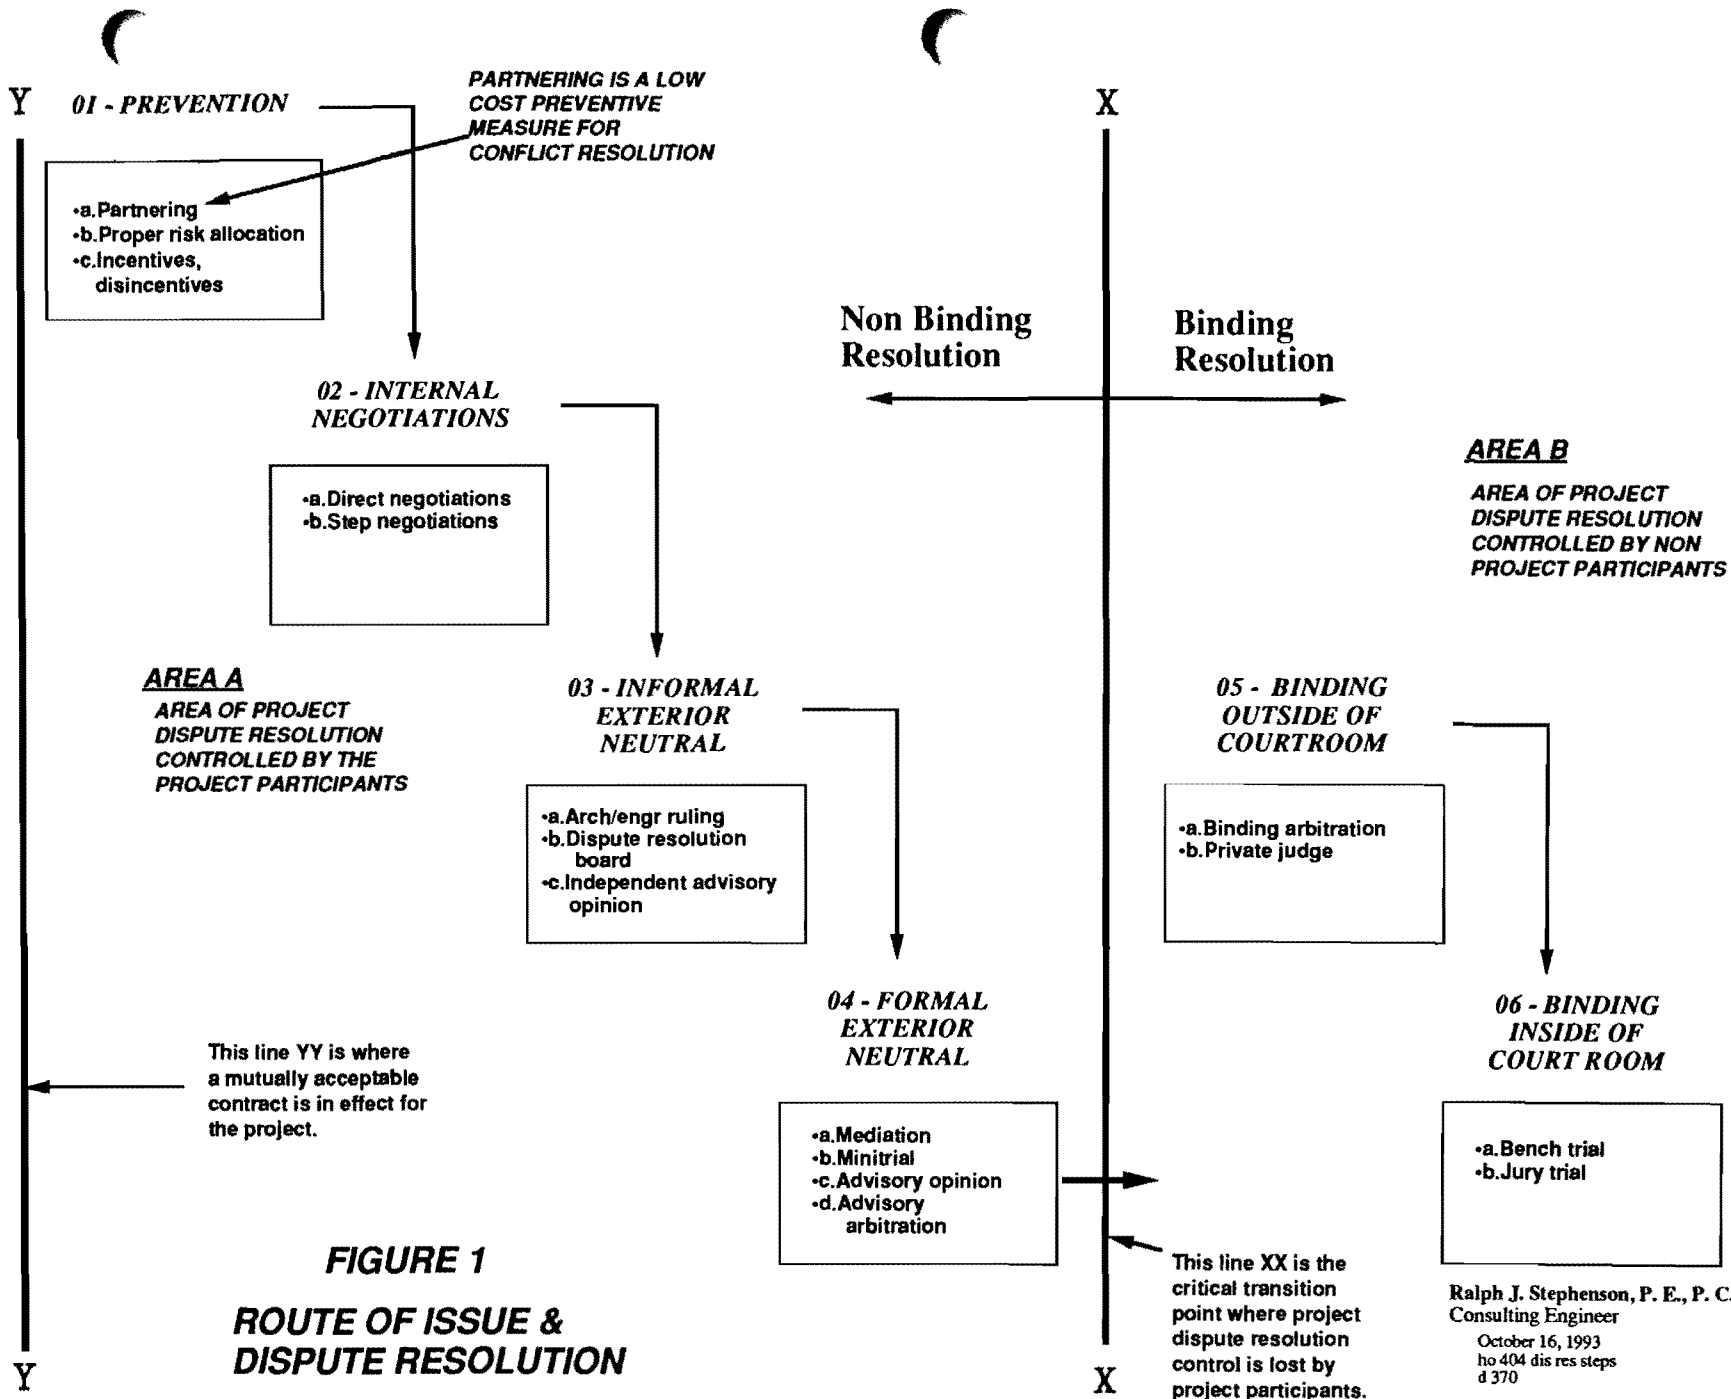 Y
01 - PREVENTION
PARTNERING IS A LOW
COST PREVENTIVE
MEASURE FOR
CONFLICT RESOLUTION
X
•a.Partnering
•b.Proper risk allocation
•c.Incentives,
disincentives
Non Binding
Resolution
Binding
Resolution
02 - INTERNAL
NEGOTIATIONS
•a.Direct negotiations
•b.Step negotiations
AREA B
AREA OF PROJECT
DISPUTE RESOLUTION
CONTROLLED BY NON
PROJECT PARTICIPANTS
AREA A
AREA OF PROJECT
DISPUTE RESOLUTION
CONTROLLED BY THE
PROJECT PARTICIPANTS
03 - INFORMAL
EXTERIOR
NEUTRAL
•a.Arch/engr ruling
•b.Dispute resolution
board
•c.Independent advisory
opinion
05 - BINDING
OUTSIDE OF
COURTROOM
•a.Binding arbitration
•b.Private judge
04 - FORMAL
EXTERIOR
NEUTRAL
•a.Mediation
•b.Minitrial
•c.Advisory opinion
•d.Advisory
arbitration
06 - BINDING
INSIDE OF
COURT ROOM
•a.Bench trial
•b.Jury trial
This line YY is where
a mutually acceptable
contract is in effect for
the project.
This line XX is the
critical transition
point where project
dispute resolution
control is lost by
project participants.
FIGURE 1
ROUTE OF ISSUE &
DISPUTE RESOLUTION
Y
X
Ralph J. Stephenson, P. E., P. C.
Consulting Engineer
October 16, 1993
ho 404 dis res steps
d 370